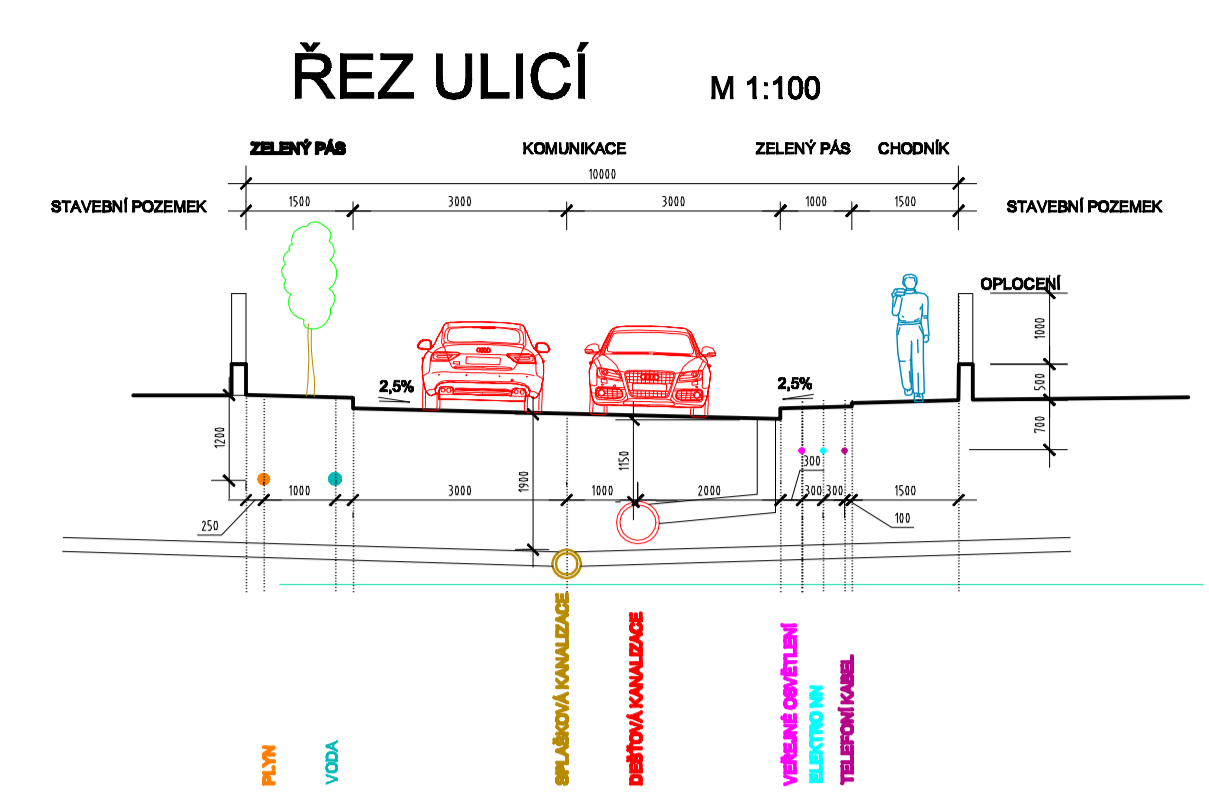 ŘEZ ULICÍ M 1:100
ZELENÝ PÁS KOMUNIKACE ZELENÝ PÁS CHODNÍK
10000
STAVEBNÍ POZEMEK 1500 3000 3000 1000 1500 STAVEBNÍ POZEMEK
OPLOCENÍ
1000
2,5% 2,5%
500
1200 1900 1150 700
300
1000 3000 1000 2000 300 300 1500
250 100
PLYN
VODA
SPLAŠKOVÁ KANALIZACE
DEŠŤOVÁ KANALIZACE
VEŘEJNÉ OSVĚTLENÍ
ELEKTRO NN
TELEFONÍ KABEL